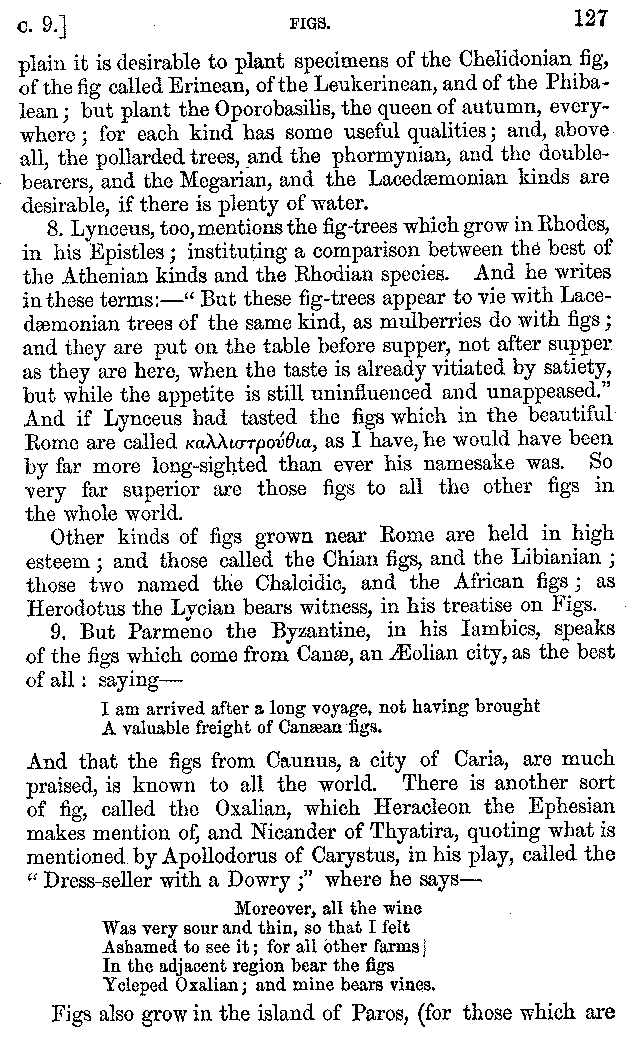 C. 9.] FIGS. 127
plain it is desirable to plant specimens of the Chelidonian fig,
of the fig called Erinean, of the Leukerinean, and of the Phiba-
lean; but plant the Oporobasilis, the queen of autumn, every-
where; for each kind has some useful qualities; and, above
all, the pollarded trees, and the phormynian, and the double-
bearers, and the Megarian, and the Lacedæmonian kinds are
desirable, if there is plenty of water.
8. Lynceus, too, mentions the fig-trees which grow in Rhodes,
in his Epistles; instituting a comparison between the best of
the Athenian kinds and the Rhodian species. And he writes
in these terms:—“ But these fig-trees appear to vie with Lace-
dæmonian trees of the same kind, as mulberries do with figs;
and they are put on the table before supper, not after supper
as they are here, when the taste is already vitiated by satiety,
but while the appetite is still uninfluenced and unappeased.”
And if Lynceus had tasted the figs which in the beautiful
Rome are called καλλιστρούθια, as I have, he would have been
by far more long-sighted than ever his namesake was. So
very far superior are those figs to all the other figs in
the whole world.
Other kinds of figs grown near Rome are held in high
esteem; and those called the Chian figs, and the Libianian;
those two named the Chalcidic, and the African figs; as
Herodotus the Lycian bears witness, in his treatise on Figs.
9. But Parmeno the Byzantine, in his Iambics, speaks
of the figs which come from Canæ, an Æolian city, as the best
of all: saying—
I am arrived after a long voyage, not having brought
A valuable freight of Canæan figs.
And that the figs from Caunus, a city of Caria, are much
praised, is known to all the world. There is another sort
of fig, called the Oxalian, which Heracleon the Ephesian
makes mention of, and Nicander of Thyatira, quoting what is
mentioned by Apollodorus of Carystus, in his play, called the
“ Dress-seller with a Dowry ;” where he says—
Moreover, all the wine
Was very sour and thin, so that I felt
Ashamed to see it; for all other farms
In the adjacent region bear the figs
Ycleped Oxalian; and mine bears vines.
Figs also grow in the island of Paros, (for those which are